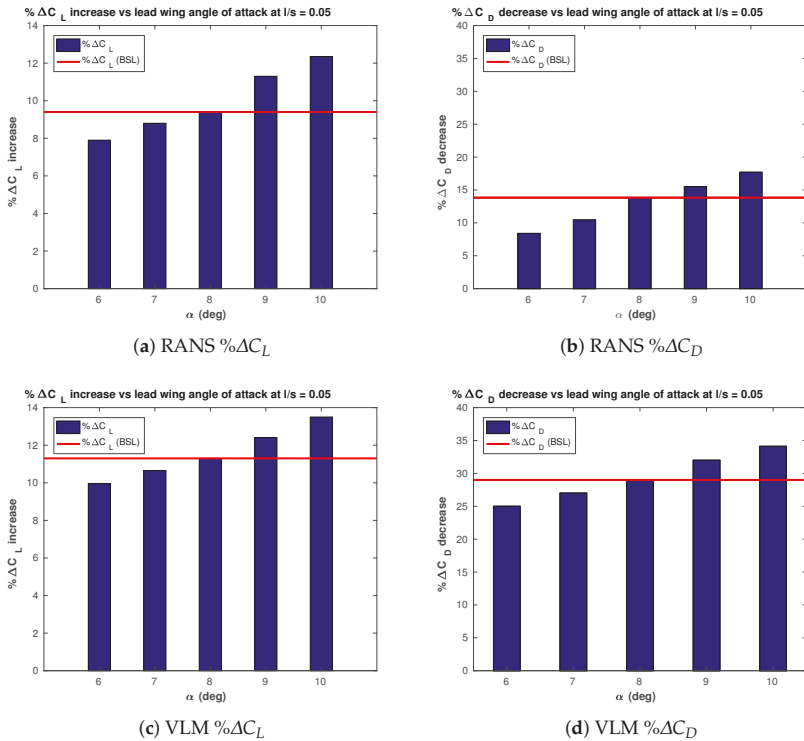 % ΔC L increase vs lead wing angle of attack at l/s = 0.05
14
12
10
8
6
4
2
0
% ΔC L increase
% ΔC L
% ΔC L (BSL)
6 7 8 9 10
α (deg)
(a) RANS %ΔCL
% ΔC D decrease vs lead wing angle of attack at l/s = 0.05
40
35
30
25
20
15
10
5
0
% ΔC D decrease
% ΔC D
% ΔC D (BSL)
6 7 8 9 10
α (deg)
(b) RANS %ΔCD
% ΔC L increase vs lead wing angle of attack at l/s = 0.05
14
12
10
8
6
4
2
0
% ΔC L increase
% ΔC L
% ΔC L (BSL)
6 7 8 9 10
α (deg)
(c) VLM %ΔCL
% ΔC D decrease vs lead wing angle of attack at l/s = 0.05
40
35
30
25
20
15
10
5
0
% ΔC D decrease
% ΔC D
% ΔC D (BSL)
6 7 8 9 10
α (deg)
(d) VLM %ΔCD